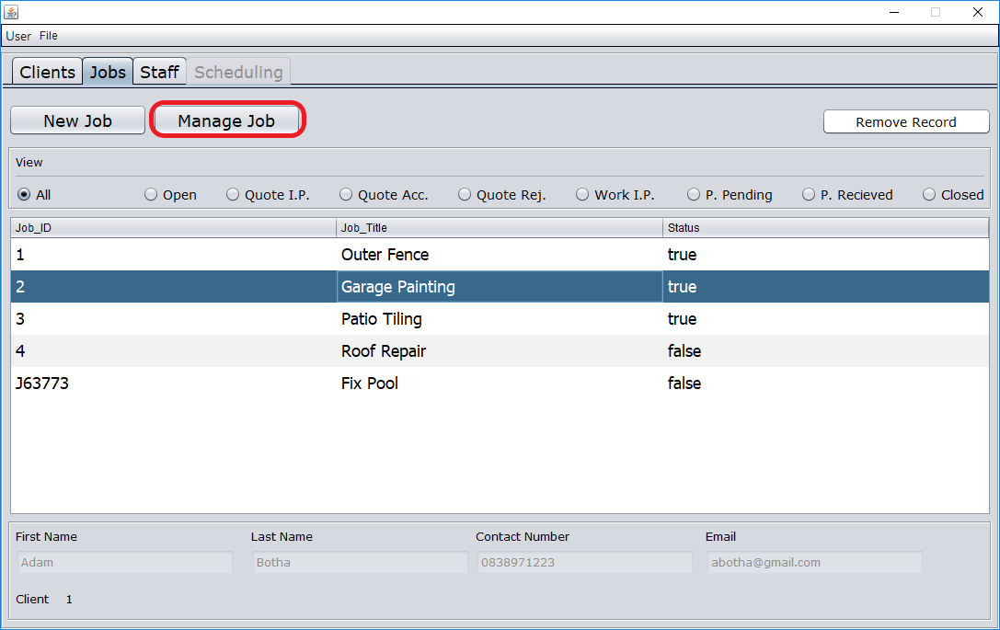 User File
Clients Jobs Staff Scheduling
New Job Manage Job Remove Record
View
All Open Quote I.P. Quote Acc. Quote Rej. Work I.P. P. Pending P. Recieved Closed
Job_ID Job_Title Status
1 Outer Fence true
2 Garage Painting true
3 Patio Tiling true
4 Roof Repair false
J63773 Fix Pool false
First Name Last Name Contact Number Email
Adam Botha 0838971223 abotha@gmail.com
Client 1